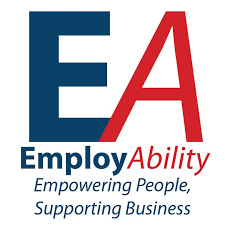 EA
EmployAbility
Empowering People,
Supporting Business